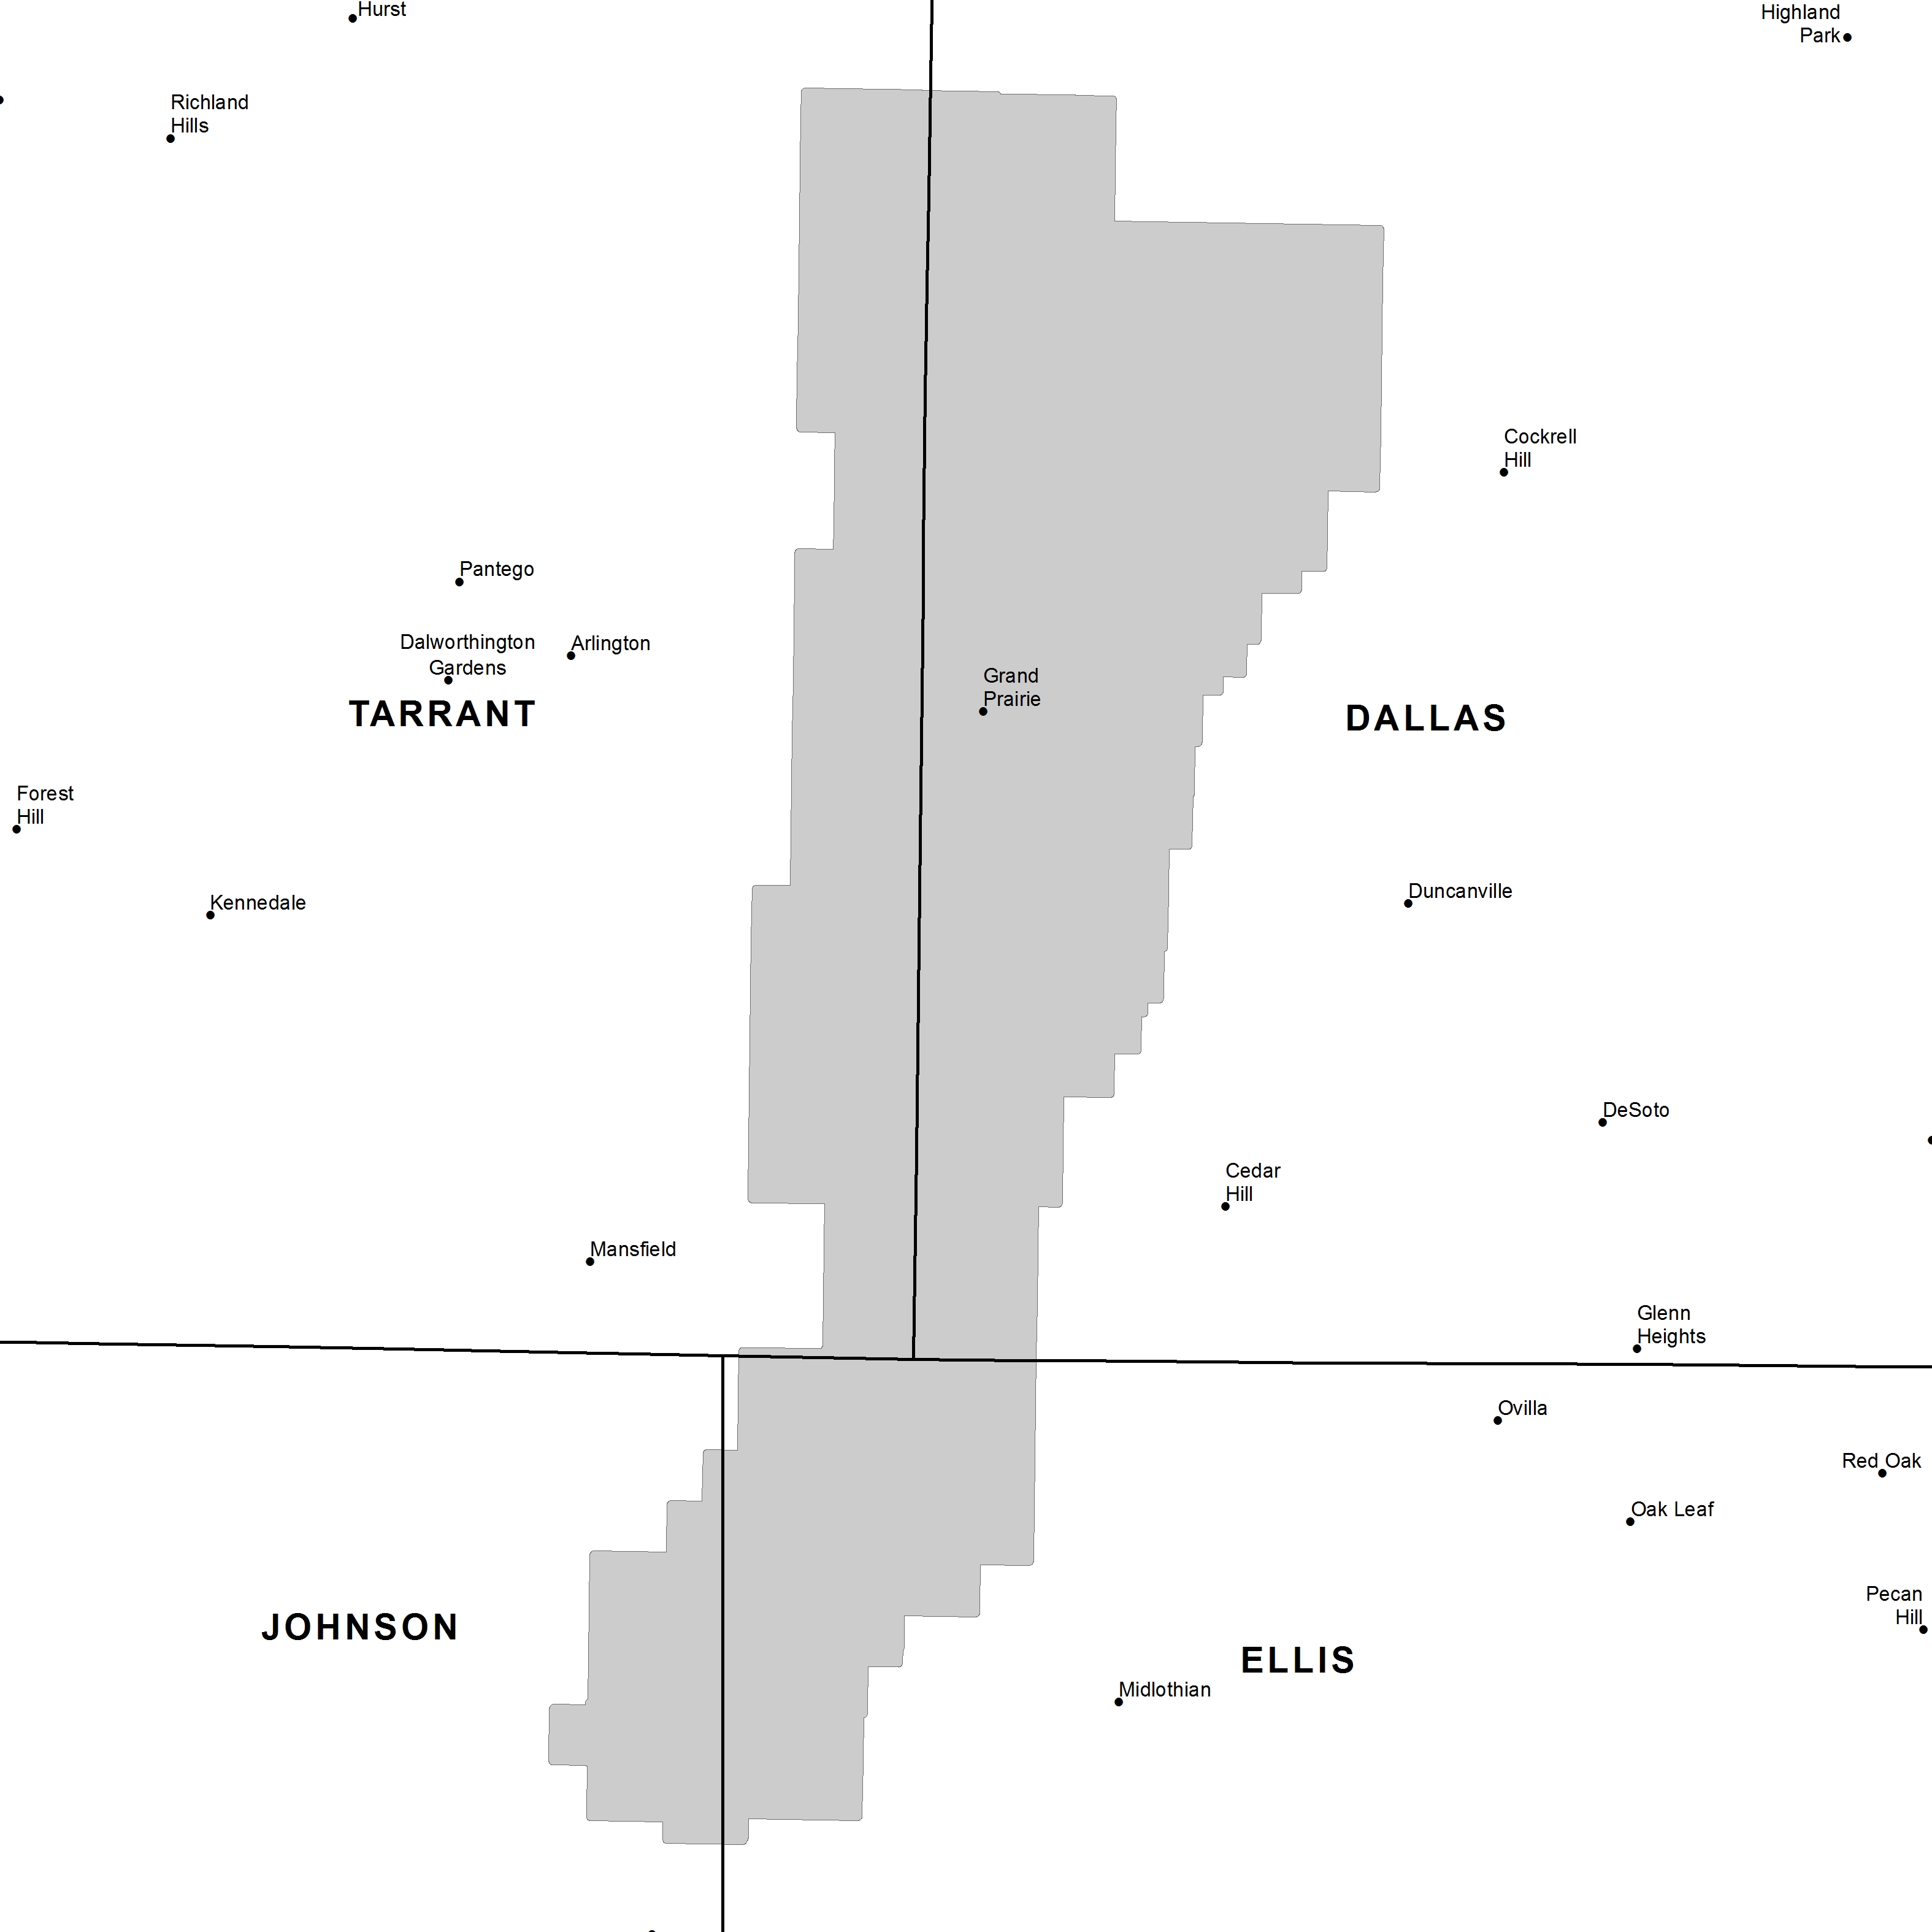 Hurst
Highland
Park
Richland
Hills
Cockrell
Hill
Pantego
Dalworthington
Gardens
Arlington
Grand
Prairie
TARRANT
DALLAS
Forest
Hill
Kennedale
Duncanville
DeSoto
Cedar
Hill
Mansfield
Glenn
Heights
Ovilla
Red Oak
Oak Leaf
Pecan
Hill
JOHNSON
ELLIS
Midlothian